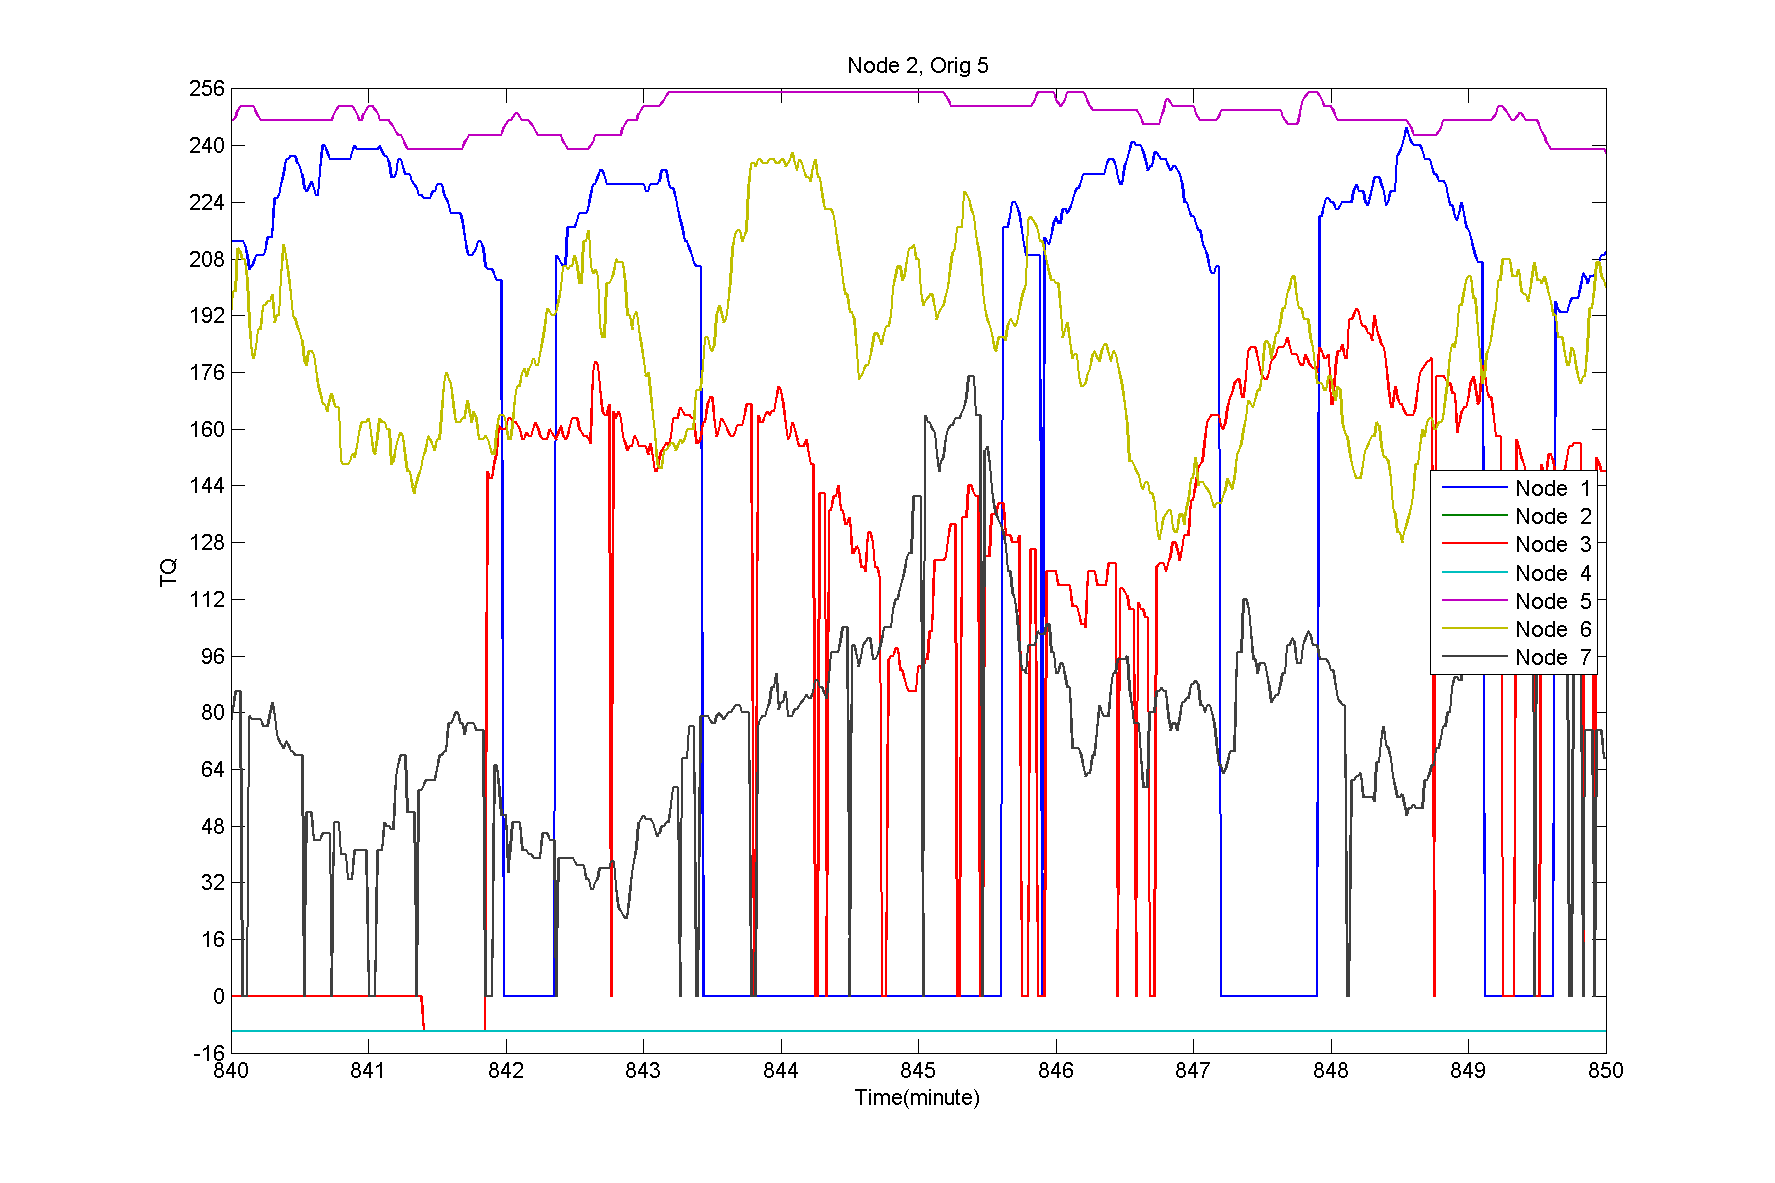 Node 2, Orig 5
256
240
224
208
192
176
160
144
128
112
96
80
64
48
32
16
0
-16
TQ
Node 1
Node 2
Node 3
Node 4
Node 5
Node 6
Node 7
840 841 842 843 844 845 846 847 848 849 850
Time(minute)